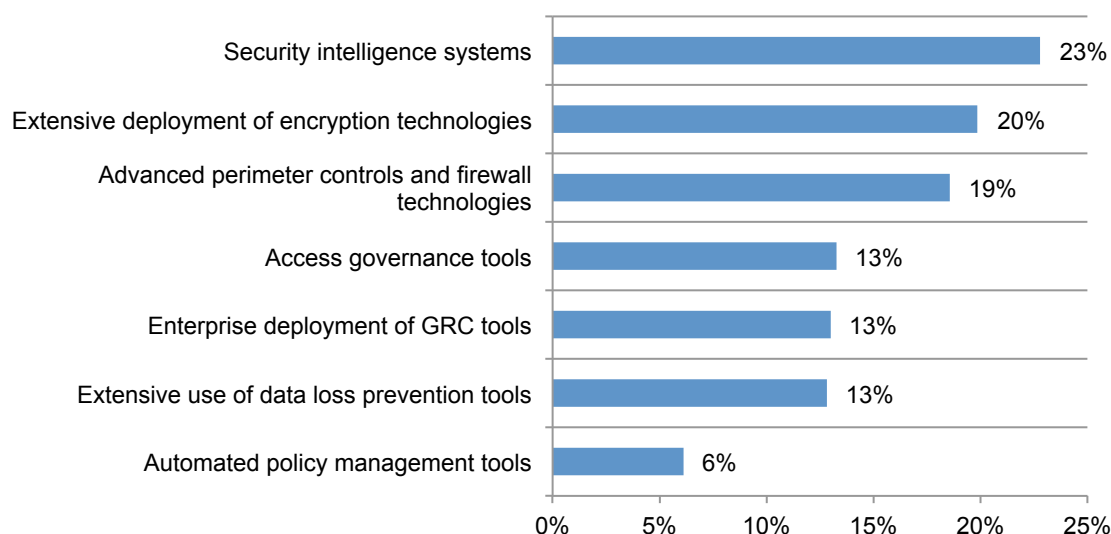 Security intelligence systems
23%
Extensive deployment of encryption technologies
20%
Advanced perimeter controls and firewall
technologies
19%
Access governance tools
13%
Enterprise deployment of GRC tools
13%
Extensive use of data loss prevention tools
13%
Automated policy management tools
6%
0% 5% 10% 15% 20% 25%